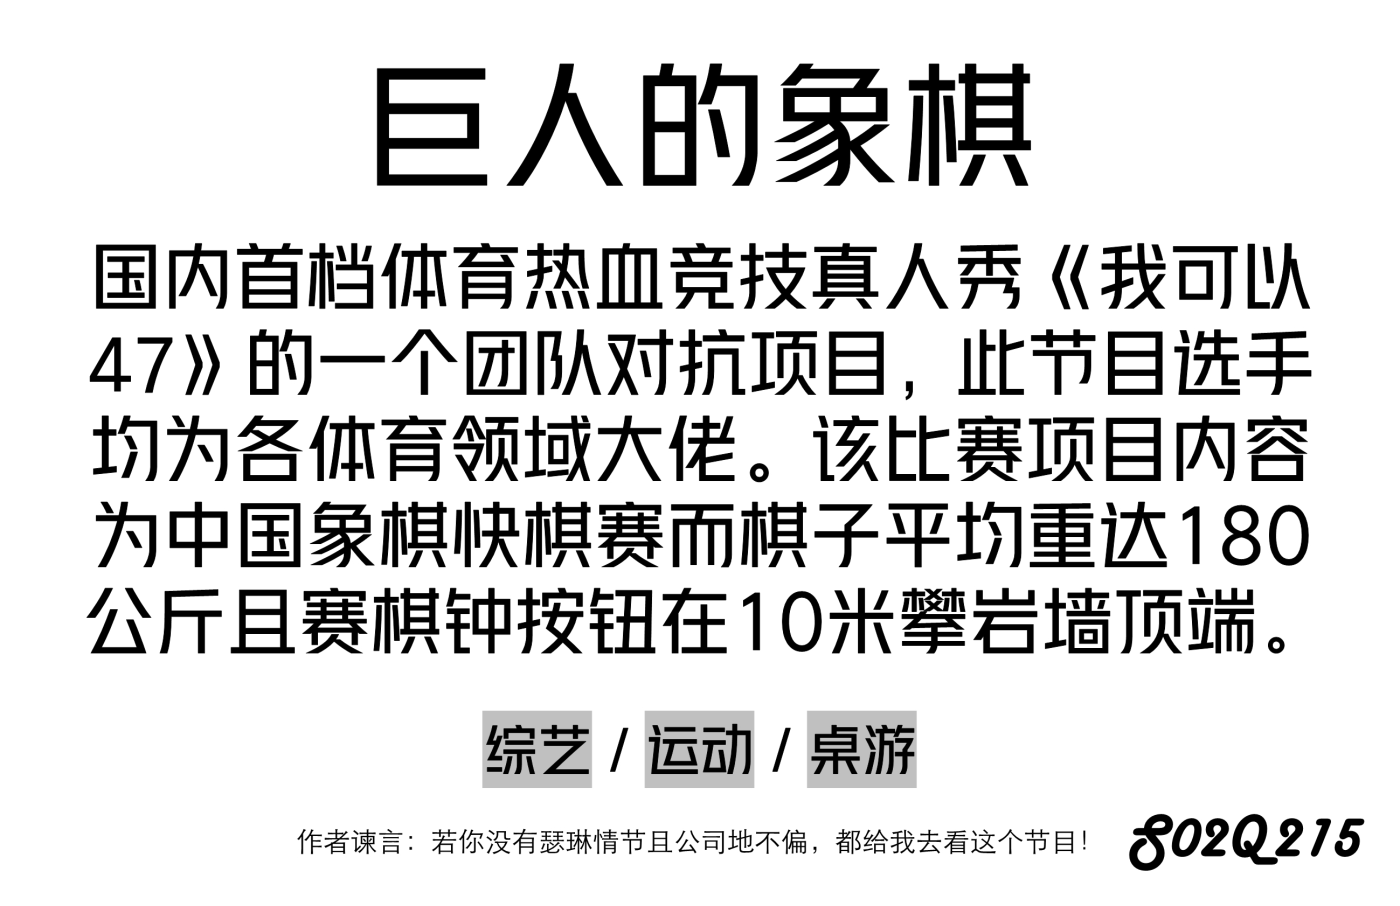 巨人的象棋
国内首档体育热血竞技真人秀《我可以
47》的一个团队对抗项目，此节目选手
均为各体育领域大佬。该比赛项目内容
为中国象棋快棋赛而棋子平均重达180
公斤且赛棋钟按钮在10米攀岩墙顶端。
综艺 / 运动 / 桌游
作者谏言：若你没有瑟琳情节且公司地不偏，都给我去看这个节目！
S02Q215